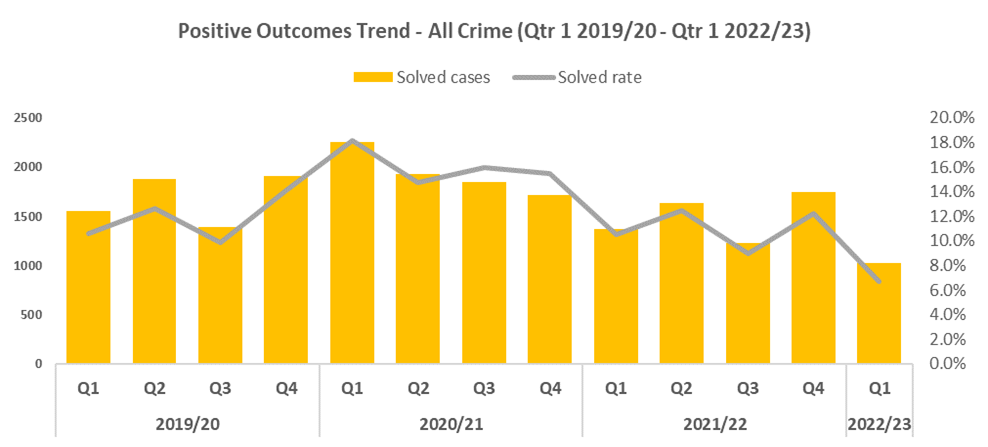 Positive Outcomes Trend - All Crime (Qtr 1 2019/20 - Qtr 1 2022/23)
Solved cases Solved rate
2500 20.0%
18.0%
2000 16.0%
14.0%
1500 12.0%
10.0%
1000 8.0%
6.0%
500 4.0%
2.0%
0 0.0%
Q1 Q2 Q3 Q4 Q1 Q2 Q3 Q4 Q1 Q2 Q3 Q4 Q1
2019/20 2020/21 2021/22 2022/23